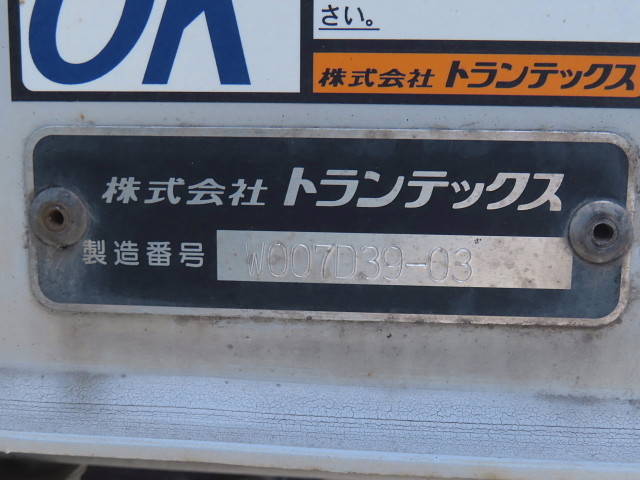 OK
さい。
株式会社 トランテックス
株式会社 トランテックス
製造番号 W007D39-03